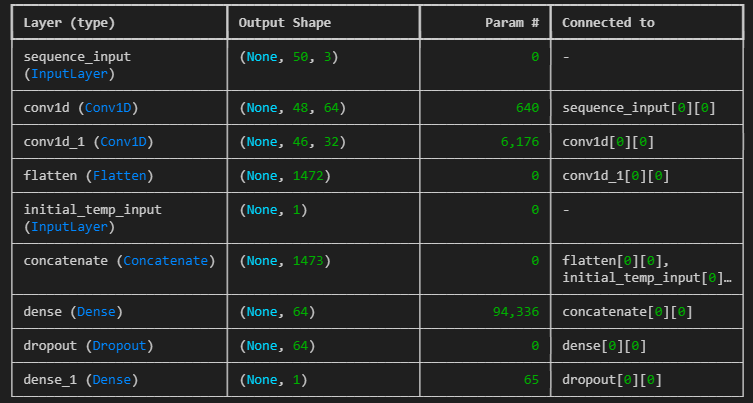 Layer (type) Output Shape Param # Connected to
sequence_input (None, 50, 3) 0 -
(InputLayer)
conv1d (Conv1D) (None, 48, 64) 640 sequence_input[0][0]
conv1d_1 (Conv1D) (None, 46, 32) 6,176 conv1d[0][0]
flatten (Flatten) (None, 1472) 0 conv1d_1[0][0]
initial_temp_input (None, 1) 0 -
(InputLayer)
concatenate (Concatenate) (None, 1473) 0 flatten[0][0],
initial_temp_input[0]…
dense (Dense) (None, 64) 94,336 concatenate[0][0]
dropout (Dropout) (None, 64) 0 dense[0][0]
dense_1 (Dense) (None, 1) 65 dropout[0][0]